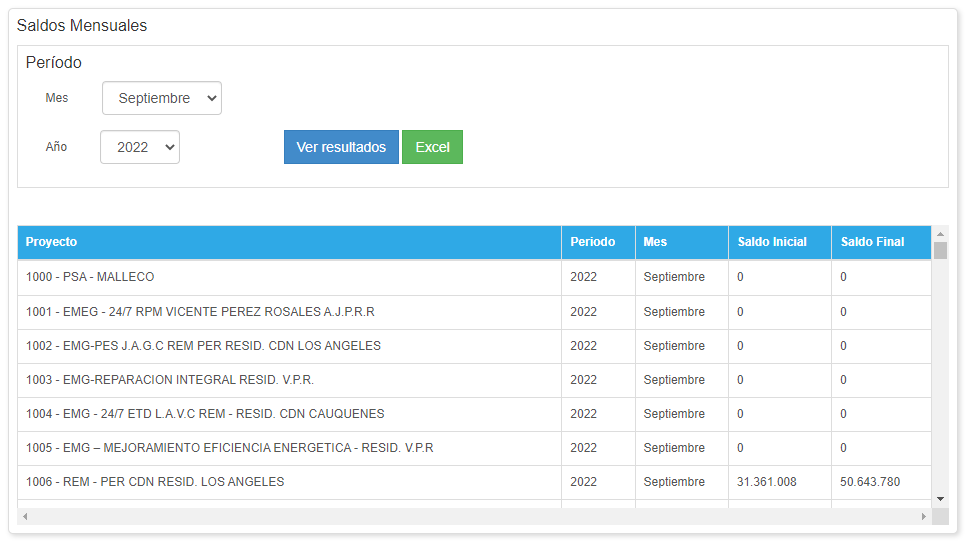 Saldos Mensuales
Período
Mes Septiembre
Año 2022 Ver resultados Excel
Proyecto Periodo Mes Saldo Inicial Saldo Final
1000 - PSA - MALLECO 2022 Septiembre 0 0
1001 - EMEG - 24/7 RPM VICENTE PEREZ ROSALES A.J.P.R.R 2022 Septiembre 0 0
1002 - EMG-PES J.A.G.C REM PER RESID. CDN LOS ANGELES 2022 Septiembre 0 0
1003 - EMG-REPARACION INTEGRAL RESID. V.P.R. 2022 Septiembre 0 0
1004 - EMG - 24/7 ETD L.A.V.C REM - RESID. CDN CAUQUENES 2022 Septiembre 0 0
1005 - EMG – MEJORAMIENTO EFICIENCIA ENERGETICA - RESID. V.P.R 2022 Septiembre 0 0
1006 - REM - PER CDN RESID. LOS ANGELES 2022 Septiembre 31.361.008 50.643.780